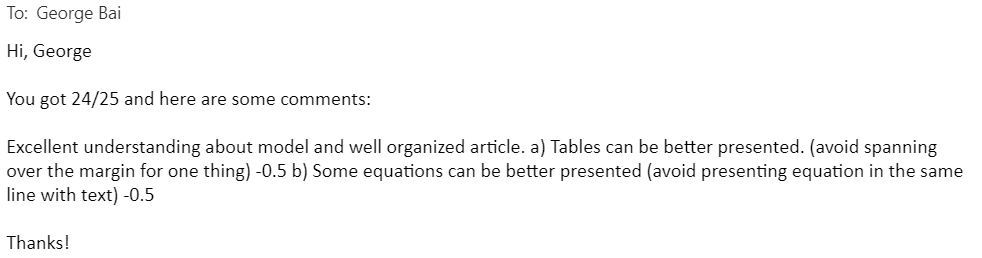 To: George Bai
Hi, George
You got 24/25 and here are some comments:
Excellent understanding about model and well organized article. a) Tables can be better presented. (avoid spanning
over the margin for one thing) -0.5 b) Some equations can be better presented (avoid presenting equation in the same
line with text) -0.5
Thanks!